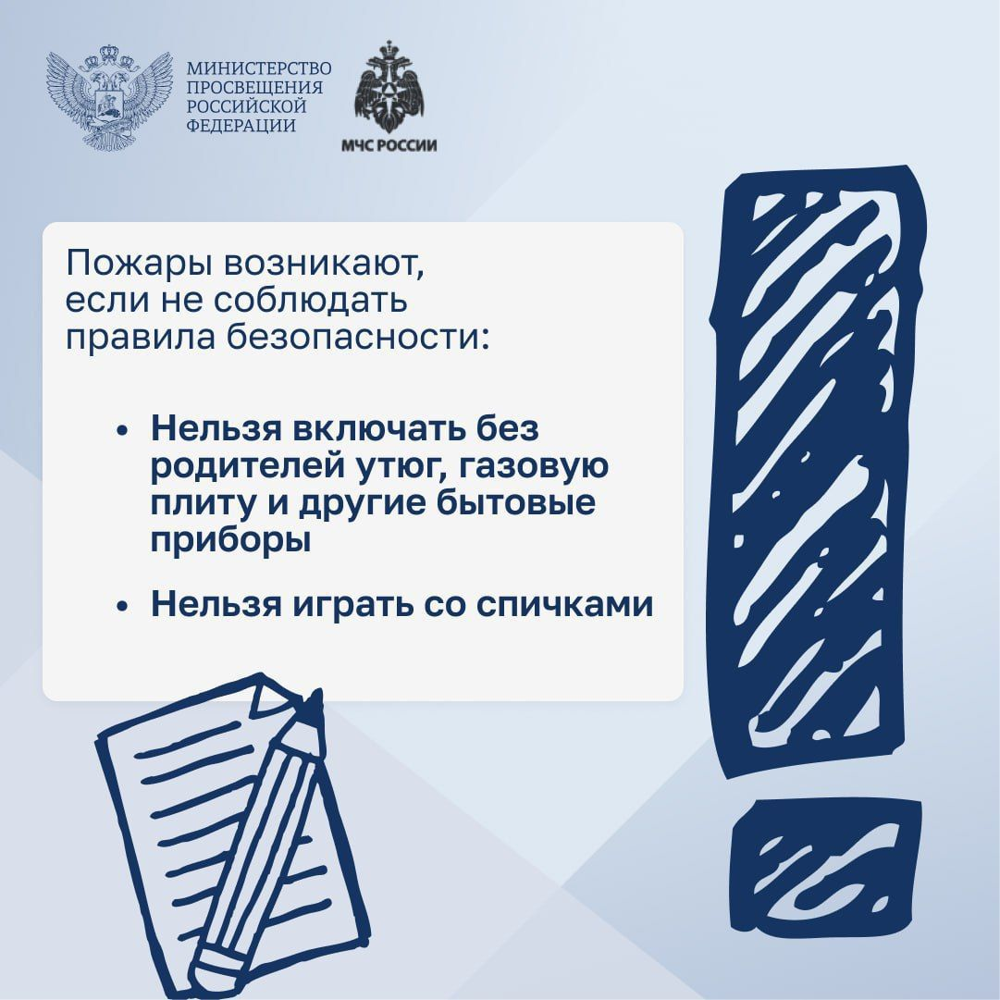 МИНИСТЕРСТВО
ПРОСВЕЩЕНИЯ
РОССИЙСКОЙ
ФЕДЕРАЦИИ
МЧС РОССИИ
Пожары возникают,
если не соблюдать
правила безопасности:
• Нельзя включать без
родителей утюг, газовую
плиту и другие бытовые
приборы
• Нельзя играть со спичками